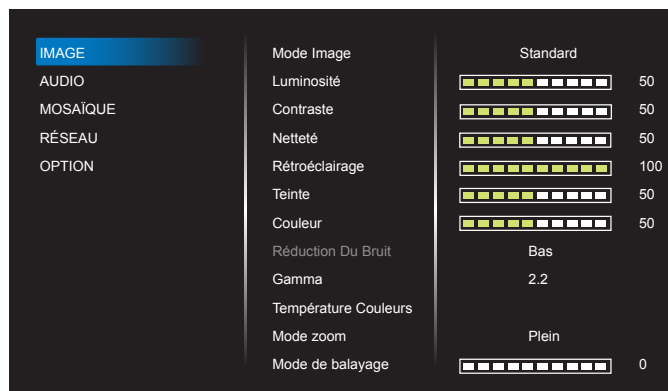 IMAGE
AUDIO
MOSAÏQUE
RÉSEAU
OPTION
Mode Image Standard
Luminosité 50
Contraste 50
Netteté 50
Rétroéclairage 100
Teinte 50
Couleur 50
Réduction Du Bruit Bas
Gamma 2.2
Température Couleurs
Mode zoom Plein
Mode de balayage 0